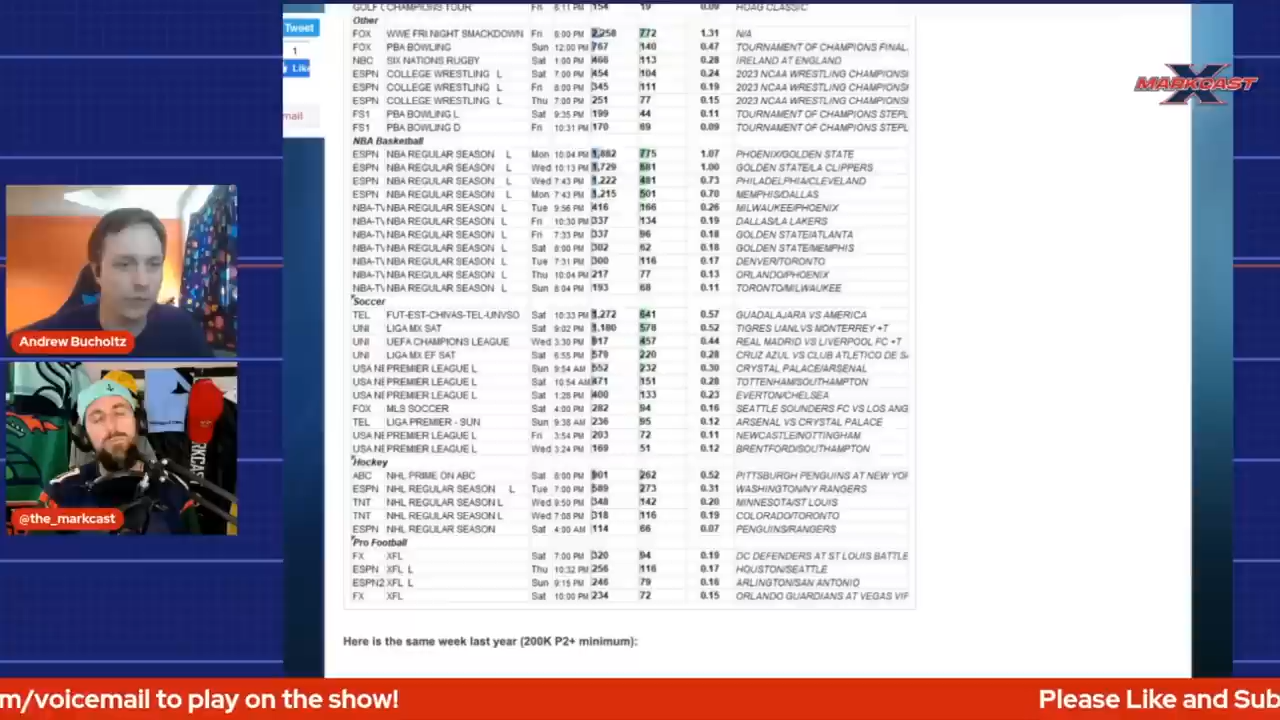 GOLF CHAMPIONS TOUR Fri 6:11 PM 154 19 0.09 HOAG CLASSIC
Other
FOX WWE FRI NIGHT SMACKDOWN Fri 8:00 PM 2,258 772 1.31 N/A
FOX PBA BOWLING Sun 12:00 PM 767 140 0.47 TOURNAMENT OF CHAMPIONS FINAL
NBC SIX NATIONS RUGBY Sat 1:00 PM 466 113 0.28 IRELAND AT ENGLAND
ESPN COLLEGE WRESTLING L Sat 7:00 PM 454 104 0.24 2023 NCAA WRESTLING CHAMPIONS
ESPN COLLEGE WRESTLING L Fri 8:00 PM 345 111 0.19 2023 NCAA WRESTLING CHAMPIONS
ESPN COLLEGE WRESTLING L Thu 7:00 PM 251 77 0.15 2023 NCAA WRESTLING CHAMPIONS
FS1 PBA BOWLING L Sat 9:35 PM 199 44 0.11 TOURNAMENT OF CHAMPIONS STEPL
FS1 PBA BOWLING D Fri 10:31 PM 170 69 0.09 TOURNAMENT OF CHAMPIONS STEPL
NBA Basketball
ESPN NBA REGULAR SEASON L Mon 10:04 PM 1,882 775 1.07 PHOENIX/GOLDEN STATE
ESPN NBA REGULAR SEASON L Wed 10:13 PM 1,729 681 1.00 GOLDEN STATE/LA CLIPPERS
ESPN NBA REGULAR SEASON L Wed 7:43 PM 1,222 481 0.73 PHILADELPHIA/CLEVELAND
ESPN NBA REGULAR SEASON L Mon 7:43 PM 1,215 501 0.70 MEMPHIS/DALLAS
NBA-TV NBA REGULAR SEASON L Tue 9:56 PM 416 166 0.26 MILWAUKEE/PHOENIX
NBA-TV NBA REGULAR SEASON L Fri 10:30 PM 337 134 0.19 DALLAS/LA LAKERS
NBA-TV NBA REGULAR SEASON L Fri 7:33 PM 337 96 0.18 GOLDEN STATE/ATLANTA
NBA-TV NBA REGULAR SEASON L Sat 8:00 PM 302 62 0.18 GOLDEN STATE/MEMPHIS
NBA-TV NBA REGULAR SEASON L Tue 7:31 PM 300 116 0.17 DENVER/TORONTO
NBA-TV NBA REGULAR SEASON L Thu 10:04 PM 217 77 0.13 ORLANDO/PHOENIX
NBA-TV NBA REGULAR SEASON L Sun 8:04 PM 193 68 0.11 TORONTO/MILWAUKEE
Soccer
TEL FUT-EST-CHIVAS-TEL-UNVSO Sat 10:33 PM 1,272 641 0.57 GUADALAJARA VS AMERICA
UNI LIGA MX SAT Sat 9:02 PM 1,180 578 0.52 TIGRES UANL VS MONTERREY +T
UNI UEFA CHAMPIONS LEAGUE Wed 3:30 PM 917 457 0.44 REAL MADRID VS LIVERPOOL FC +T
UNI LIGA MX EF SAT Sat 6:55 PM 579 220 0.28 CRUZ AZUL VS CLUB ATLETICO DE S
USA NE PREMIER LEAGUE L Sun 9:54 AM 552 232 0.30 CRYSTAL PALACE/ARSENAL
USA NE PREMIER LEAGUE L Sat 10:54 AM 471 151 0.28 TOTTENHAM/SOUTHAMPTON
USA NE PREMIER LEAGUE L Sat 1:26 PM 400 133 0.23 EVERTON/CHELSEA
FOX MLS SOCCER Sat 4:00 PM 282 94 0.16 SEATTLE SOUNDERS FC VS LOS ANG
TEL LIGA PREMIER - SUN Sun 9:38 AM 236 95 0.12 ARSENAL VS CRYSTAL PALACE
USA NE PREMIER LEAGUE L Fri 3:54 PM 203 72 0.11 NEWCASTLE/NOTTINGHAM
USA NE PREMIER LEAGUE L Wed 3:24 PM 169 51 0.12 BRENTFORD/SOUTHAMPTON
Hockey
ABC NHL PRIME ON ABC Sat 8:00 PM 901 262 0.52 PITTSBURGH PENGUINS AT NEW YOR
ESPN NHL REGULAR SEASON L Tue 7:00 PM 589 273 0.31 WASHINGTON/NY RANGERS
TNT NHL REGULAR SEASON L Wed 9:50 PM 348 142 0.20 MINNESOTA/ST LOUIS
TNT NHL REGULAR SEASON L Wed 7:08 PM 318 116 0.19 COLORADO/TORONTO
ESPN NHL REGULAR SEASON Sat 4:00 AM 114 66 0.07 PENGUINS/RANGERS
Pro Football
FX XFL Sat 7:00 PM 320 94 0.19 DC DEFENDERS AT ST LOUIS BATTLE
ESPN XFL L Thu 10:32 PM 256 116 0.17 HOUSTON/SEATTLE
ESPN2 XFL L Sun 9:15 PM 246 79 0.16 ARLINGTON/SAN ANTONIO
FX XFL Sat 10:00 PM 234 72 0.15 ORLANDO GUARDIANS AT VEGAS VIP
Here is the same week last year (200K P2+ minimum):
Tweet
1
Like
mail
MARKCAST
X
Andrew Bucholtz
@the_markcast
m/voicemail to play on the show!
Please Like and Sub